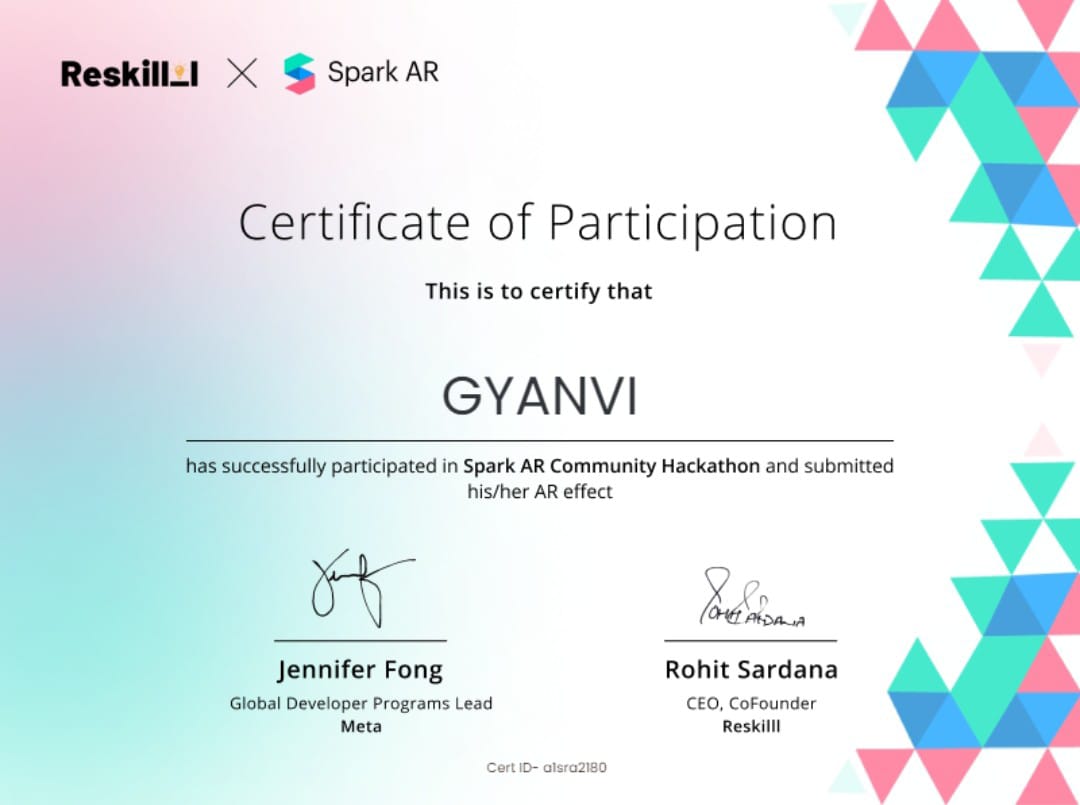 Reskilll X Spark AR
Certificate of Participation
This is to certify that
GYANVI
has successfully participated in Spark AR Community Hackathon and submitted
his/her AR effect
Jennifer Fong
Global Developer Programs Lead
Meta
Rohit Sardana
CEO, CoFounder
Reskilll
Cert ID- a1sra2180